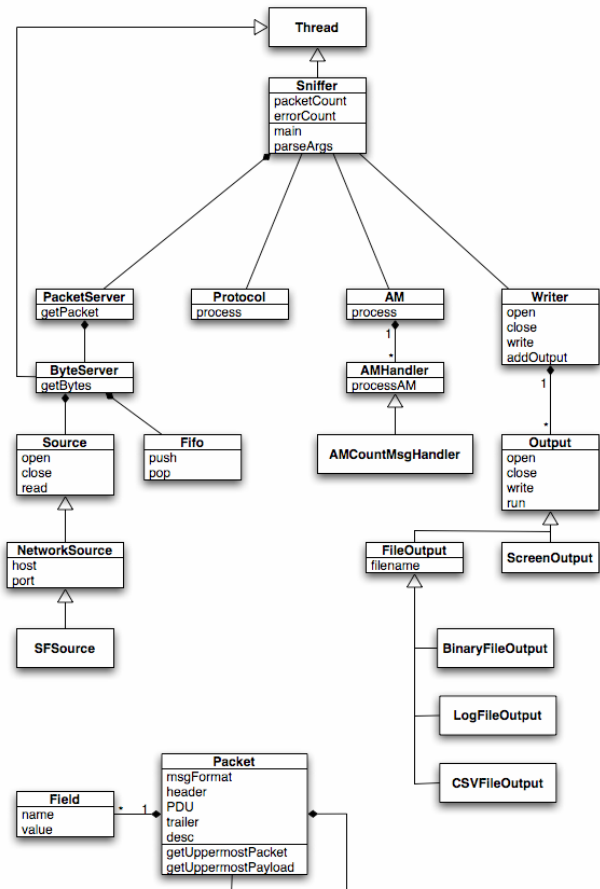 Thread
Sniffer
packetCount
errorCount
main
parseArgs
PacketServer
getPacket
Protocol
process
AM
process
Writer
open
close
write
addOutput
1
*
1
*
ByteServer
getBytes
AMHandler
processAM
Source
open
close
read
Fifo
push
pop
AMCountMsgHandler
Output
open
close
write
run
NetworkSource
host
port
FileOutput
filename
ScreenOutput
SFSource
BinaryFileOutput
LogFileOutput
CSVFileOutput
Packet
msgFormat
header
PDU
trailer
desc
getUppermostPacket
getUppermostPayload
Field
name
value
* 1